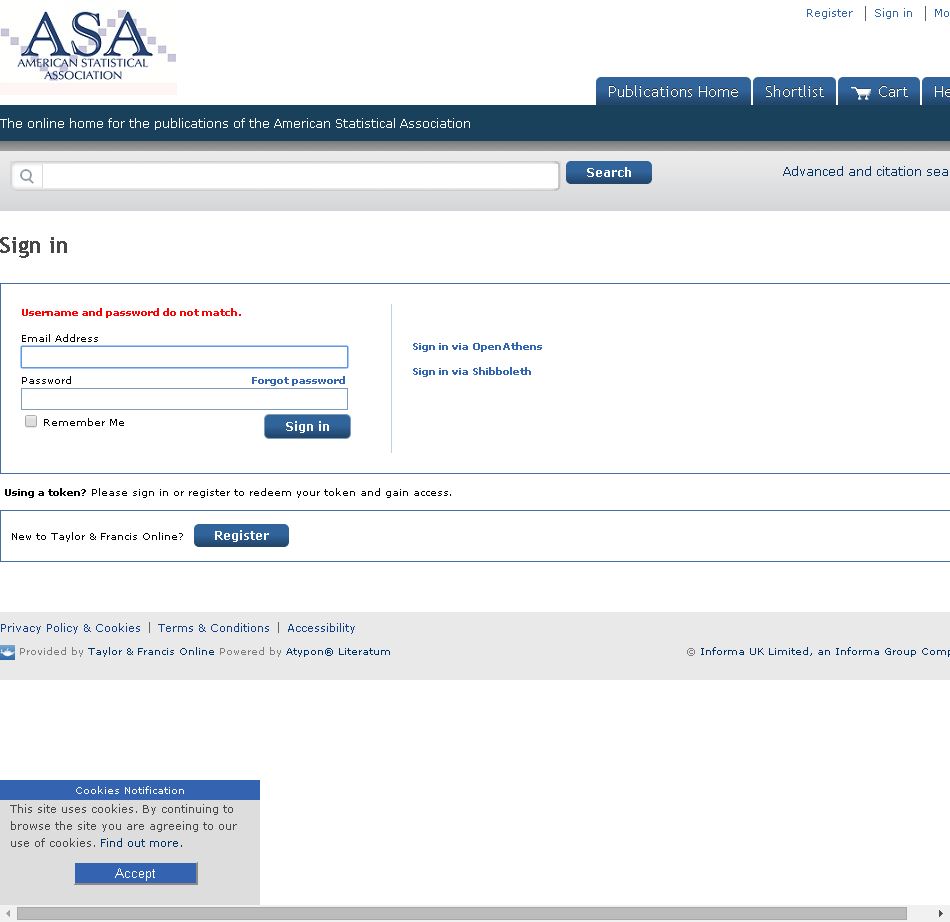 Register
Sign in
Mo
ASA
AMERICAN STATISTICAL
ASSOCIATION
Publications Home
Shortlist
Cart
He
The online home for the publications of the American Statistical Association
Search
Advanced and citation sea
Sign in
Username and password do not match.
Email Address
Password
Forgot password
Remember Me
Sign in
Sign in via OpenAthens
Sign in via Shibboleth
Using a token? Please sign in or register to redeem your token and gain access.
New to Taylor & Francis Online?
Register
Privacy Policy & Cookies | Terms & Conditions | Accessibility
Provided by Taylor & Francis Online Powered by Atypon® Literatum
© Informa UK Limited, an Informa Group Comp
Cookies Notification
This site uses cookies. By continuing to
browse the site you are agreeing to our
use of cookies. Find out more.
Accept